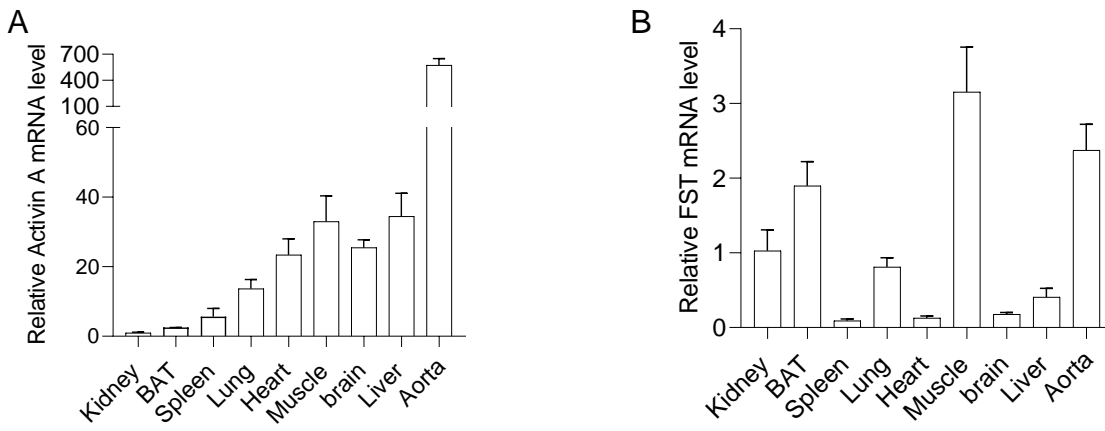 A
Relative Activin A mRNA level
700
400
100
60
40
20
0
Kidney
BAT
Spleen
Lung
Heart
Muscle
brain
Liver
Aorta
B
Relative FST mRNA level
4
3
2
1
0
Kidney
BAT
Spleen
Lung
Heart
Muscle
brain
Liver
Aorta